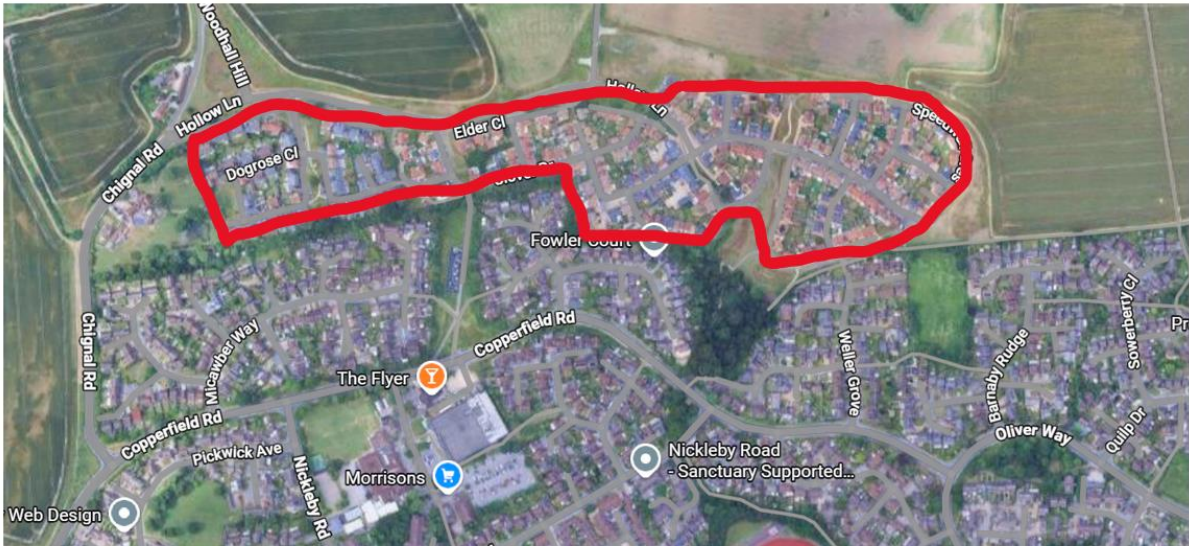 Woodhall Hill
Hollow Ln
Hollow Ln
Elder Cl
Chignal Rd
Dogrose Cl
Fowler Court
Copperfield Rd
Chignal Rd
Micawber Way
Weller Grove
Barnaby Rudge
Sowerberry Cl
The Flyer
Copperfield Rd
Oliver Way
Quilp Dr
Pickwick Ave
Nickleby Rd
Morrisons
Nickleby Road
- Sanctuary Supported...
Web Design